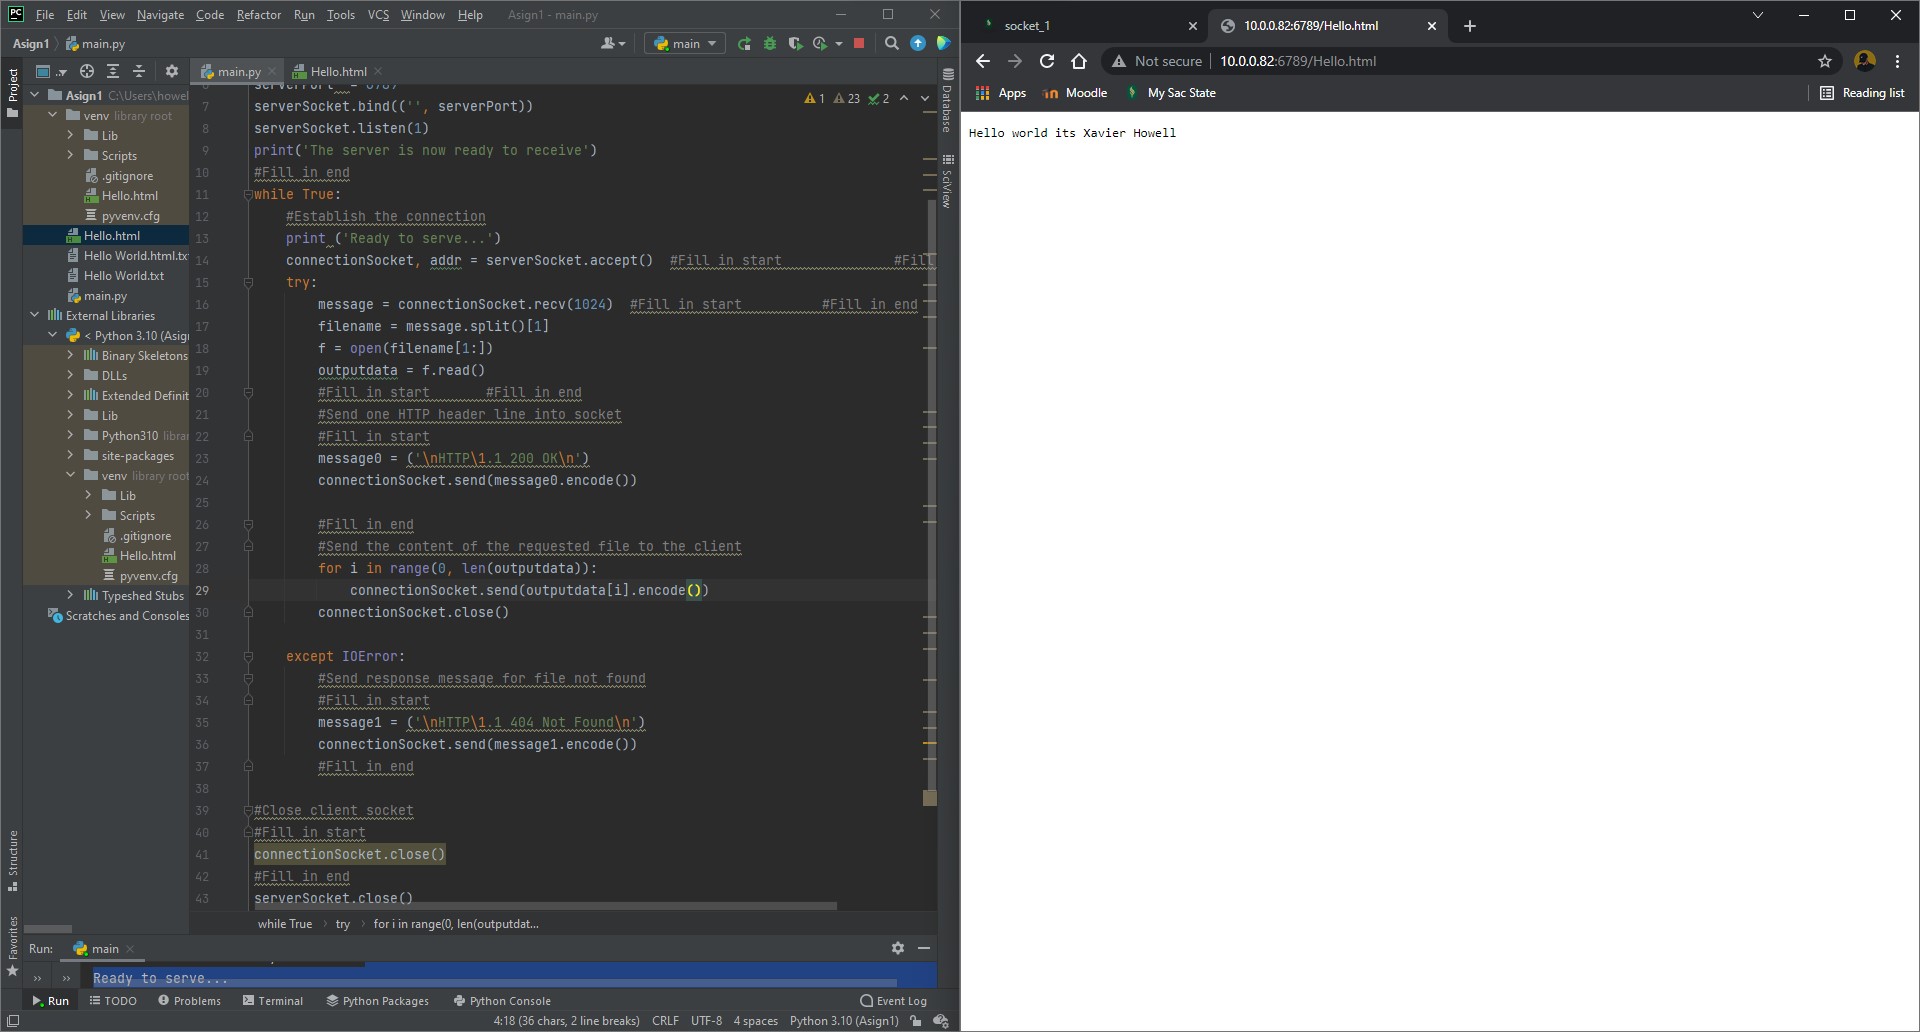 File Edit View Navigate Code Refactor Run Tools VCS Window Help Asign1 - main.py
Asign1 main.py
main
Project
Asign1 C:\Users\howel
venv library root
Lib
Scripts
.gitignore
Hello.html
pyvenv.cfg
Hello.html
Hello World.html.tx
Hello World.txt
main.py
External Libraries
< Python 3.10 (Asign
Binary Skeletons
DLLs
Extended Definit
Lib
Python310 libra
site-packages
venv library root
Lib
Scripts
.gitignore
Hello.html
pyvenv.cfg
Typeshed Stubs
Scratches and Consoles
Structure
Favorites
main.py Hello.html
1 23 2
7 serverSocket.bind(('', serverPort))
8 serverSocket.listen(1)
9 print('The server is now ready to receive')
10 #Fill in end
11 while True:
12 #Establish the connection
13 print ('Ready to serve...')
14 connectionSocket, addr = serverSocket.accept() #Fill in start #Fill
15 try:
16 message = connectionSocket.recv(1024) #Fill in start #Fill in end
17 filename = message.split()[1]
18 f = open(filename[1:])
19 outputdata = f.read()
20 #Fill in start #Fill in end
21 #Send one HTTP header line into socket
22 #Fill in start
23 message0 = ('\nHTTP\1.1 200 OK\n')
24 connectionSocket.send(message0.encode())
25
26 #Fill in end
27 #Send the content of the requested file to the client
28 for i in range(0, len(outputdata)):
29 connectionSocket.send(outputdata[i].encode())
30 connectionSocket.close()
31
32 except IOError:
33 #Send response message for file not found
34 #Fill in start
35 message1 = ('\nHTTP\1.1 404 Not Found\n')
36 connectionSocket.send(message1.encode())
37 #Fill in end
38
39 #Close client socket
40 #Fill in start
41 connectionSocket.close()
42 #Fill in end
43 serverSocket.close()
Database
SciView
while True try for i in range(0, len(outputdat...
Run: main
Ready to serve...
Run TODO Problems Terminal Python Packages Python Console Event Log
4:18 (36 chars, 2 line breaks) CRLF UTF-8 4 spaces Python 3.10 (Asign1)
socket_1 10.0.0.82:6789/Hello.html
Not secure 10.0.0.82:6789/Hello.html
Apps Moodle My Sac State Reading list
Hello world its Xavier Howell